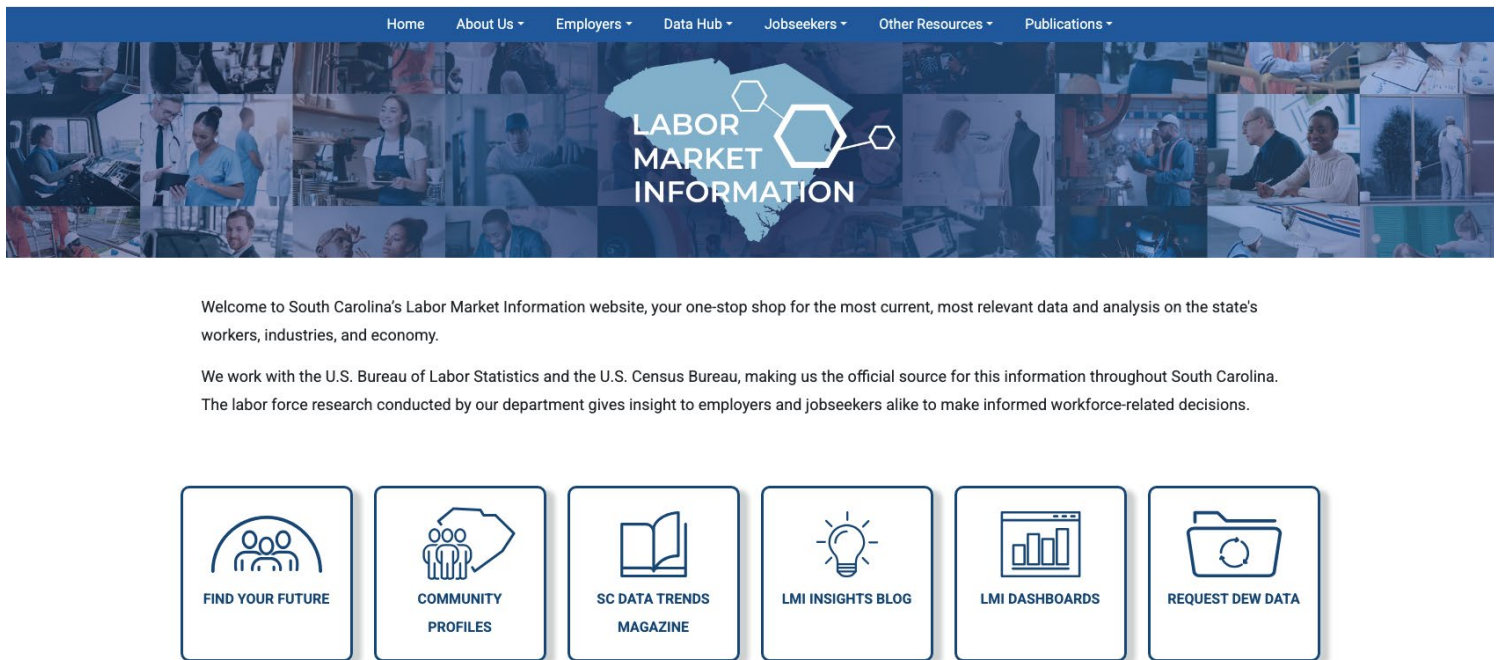 Home About Us Employers Data Hub Jobseekers Other Resources Publications
LABOR
MARKET
INFORMATION
Welcome to South Carolina’s Labor Market Information website, your one-stop shop for the most current, most relevant data and analysis on the state's
workers, industries, and economy.
We work with the U.S. Bureau of Labor Statistics and the U.S. Census Bureau, making us the official source for this information throughout South Carolina.
The labor force research conducted by our department gives insight to employers and jobseekers alike to make informed workforce-related decisions.
FIND YOUR FUTURE
COMMUNITY
PROFILES
SC DATA TRENDS
MAGAZINE
LMI INSIGHTS BLOG
LMI DASHBOARDS
REQUEST DEW DATA